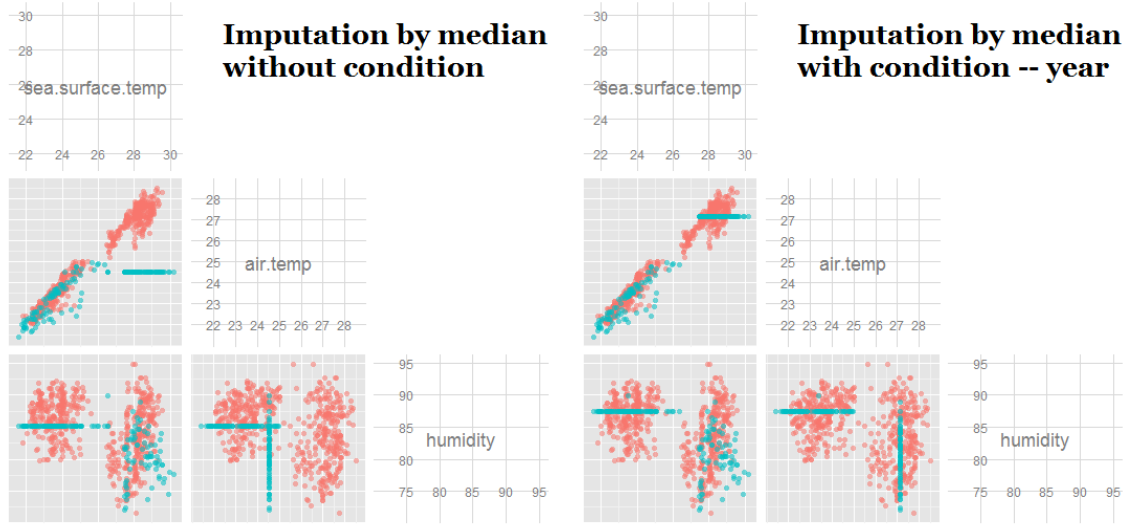 Imputation by median
without condition
30
28
26
24
22
sea.surface.temp
22 24 26 28 30
28
27
26
25
24
23
air.temp
22 23 24 25 26 27 28
95
90
85
80
75
humidity
75 80 85 90 95
Imputation by median
with condition -- year
30
28
26
24
22
sea.surface.temp
22 24 26 28 30
28
27
26
25
24
23
air.temp
22 23 24 25 26 27 28
95
90
85
80
75
humidity
75 80 85 90 95